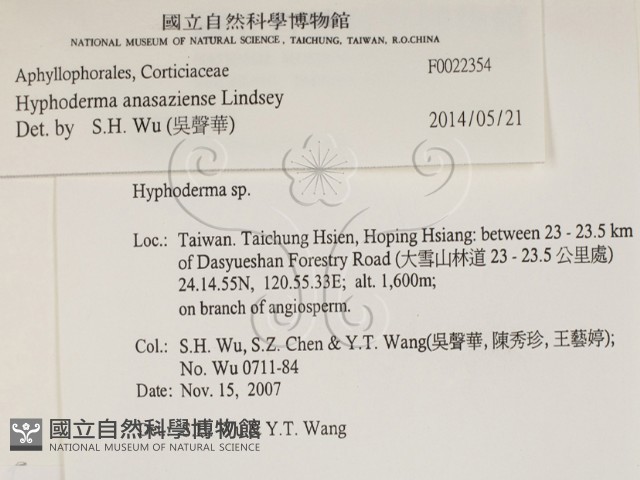 國立自然科學博物館
NATIONAL MUSEUM OF NATURAL SCIENCE, TAICHUNG, TAIWAN, R.O.CHINA
Aphyllophorales, Corticiaceae F0022354
Hyphoderma anasaziense Lindsey
Det. by S.H. Wu (吳聲華) 2014/05/21
Hyphoderma sp.
Loc.: Taiwan. Taichung Hsien, Hoping Hsiang: between 23 - 23.5 km
of Dasyueshan Forestry Road (大雪山林道 23 - 23.5 公里處)
24.14.55N, 120.55.33E; alt. 1,600m;
on branch of angiosperm.
Col.: S.H. Wu, S.Z. Chen & Y.T. Wang(吳聲華, 陳秀珍, 王藝婷);
No. Wu 0711-84
Date: Nov. 15, 2007
& Y.T. Wang
國立自然科學博物館
NATIONAL MUSEUM OF NATURAL SCIENCE